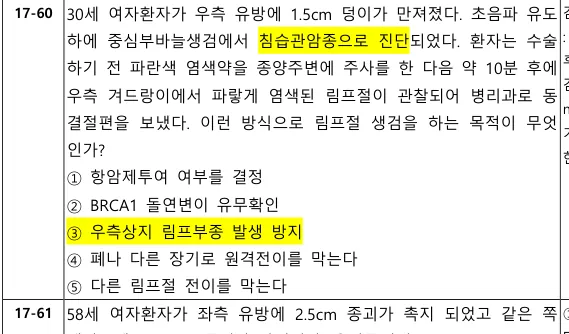 17-60
30세 여자환자가 우측 유방에 1.5cm 덩이가 만져졌다. 초음파 유도
하에 중심부바늘생검에서 침습관암종으로 진단되었다. 환자는 수술
하기 전 파란색 염색약을 종양주변에 주사를 한 다음 약 10분 후에
우측 겨드랑이에서 파랗게 염색된 림프절이 관찰되어 병리과로 동
결절편을 보냈다. 이런 방식으로 림프절 생검을 하는 목적이 무엇
인가?
① 항암제투여 여부를 결정
② BRCA1 돌연변이 유무확인
③ 우측상지 림프부종 발생 방지
④ 폐나 다른 장기로 원격전이를 막는다
⑤ 다른 림프절 전이를 막는다
17-61
58세 여자환자가 좌측 유방에 2.5cm 종괴가 촉지 되었고 같은 쪽